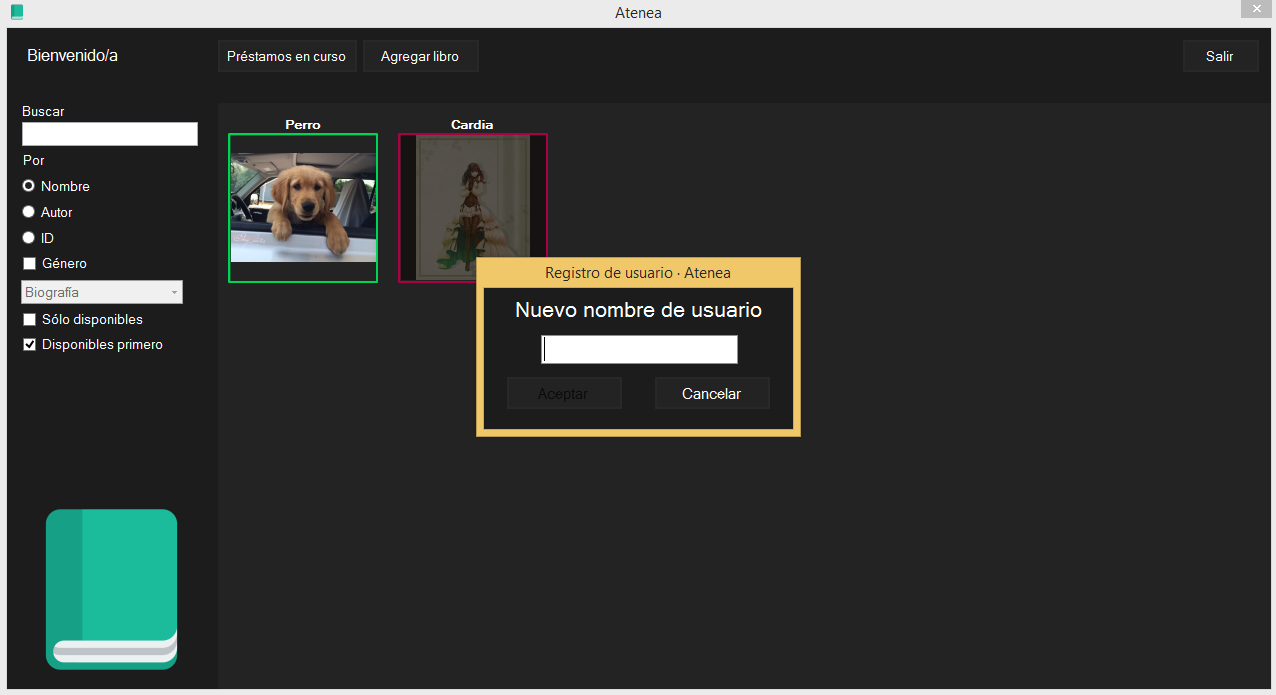 Atenea
Bienvenido/a
Préstamos en curso
Agregar libro
Salir
Buscar
Por
Nombre
Autor
ID
Género
Biografía
Sólo disponibles
Disponibles primero
Perro
Cardia
Registro de usuario · Atenea
Nuevo nombre de usuario
Aceptar
Cancelar